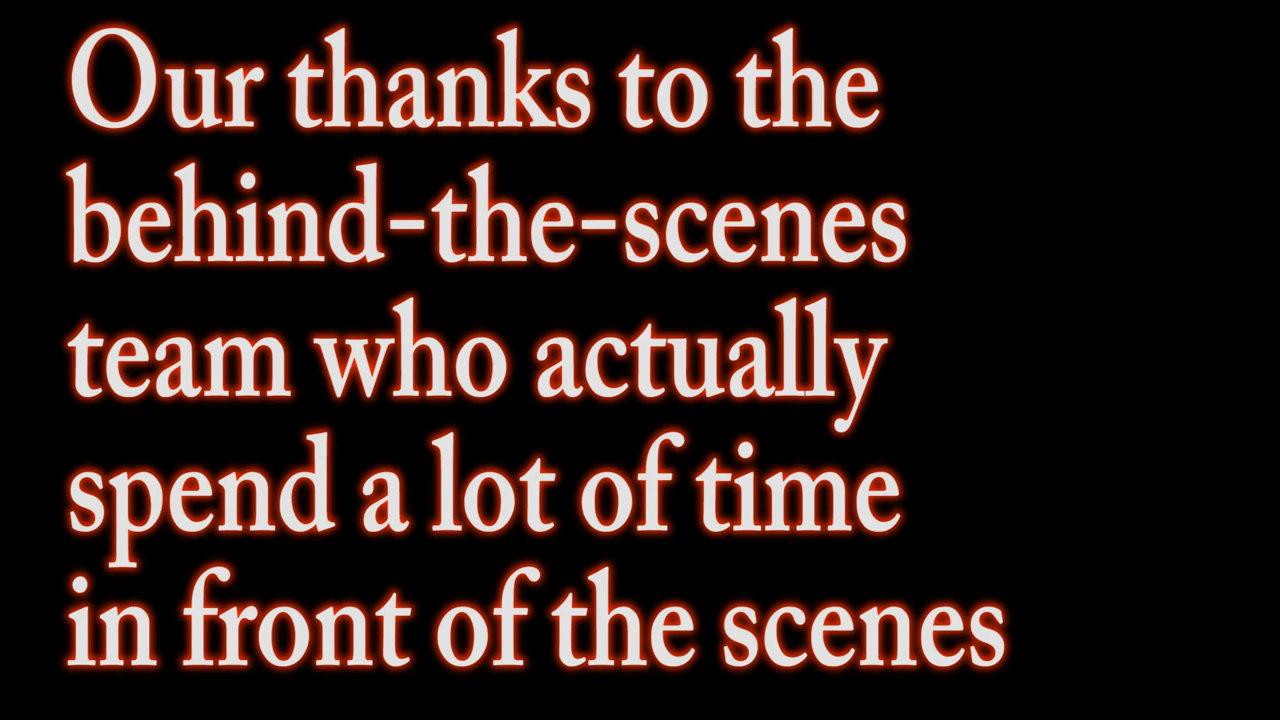 Our thanks to the
behind-the-scenes
team who actually
spend a lot of time
in front of the scenes